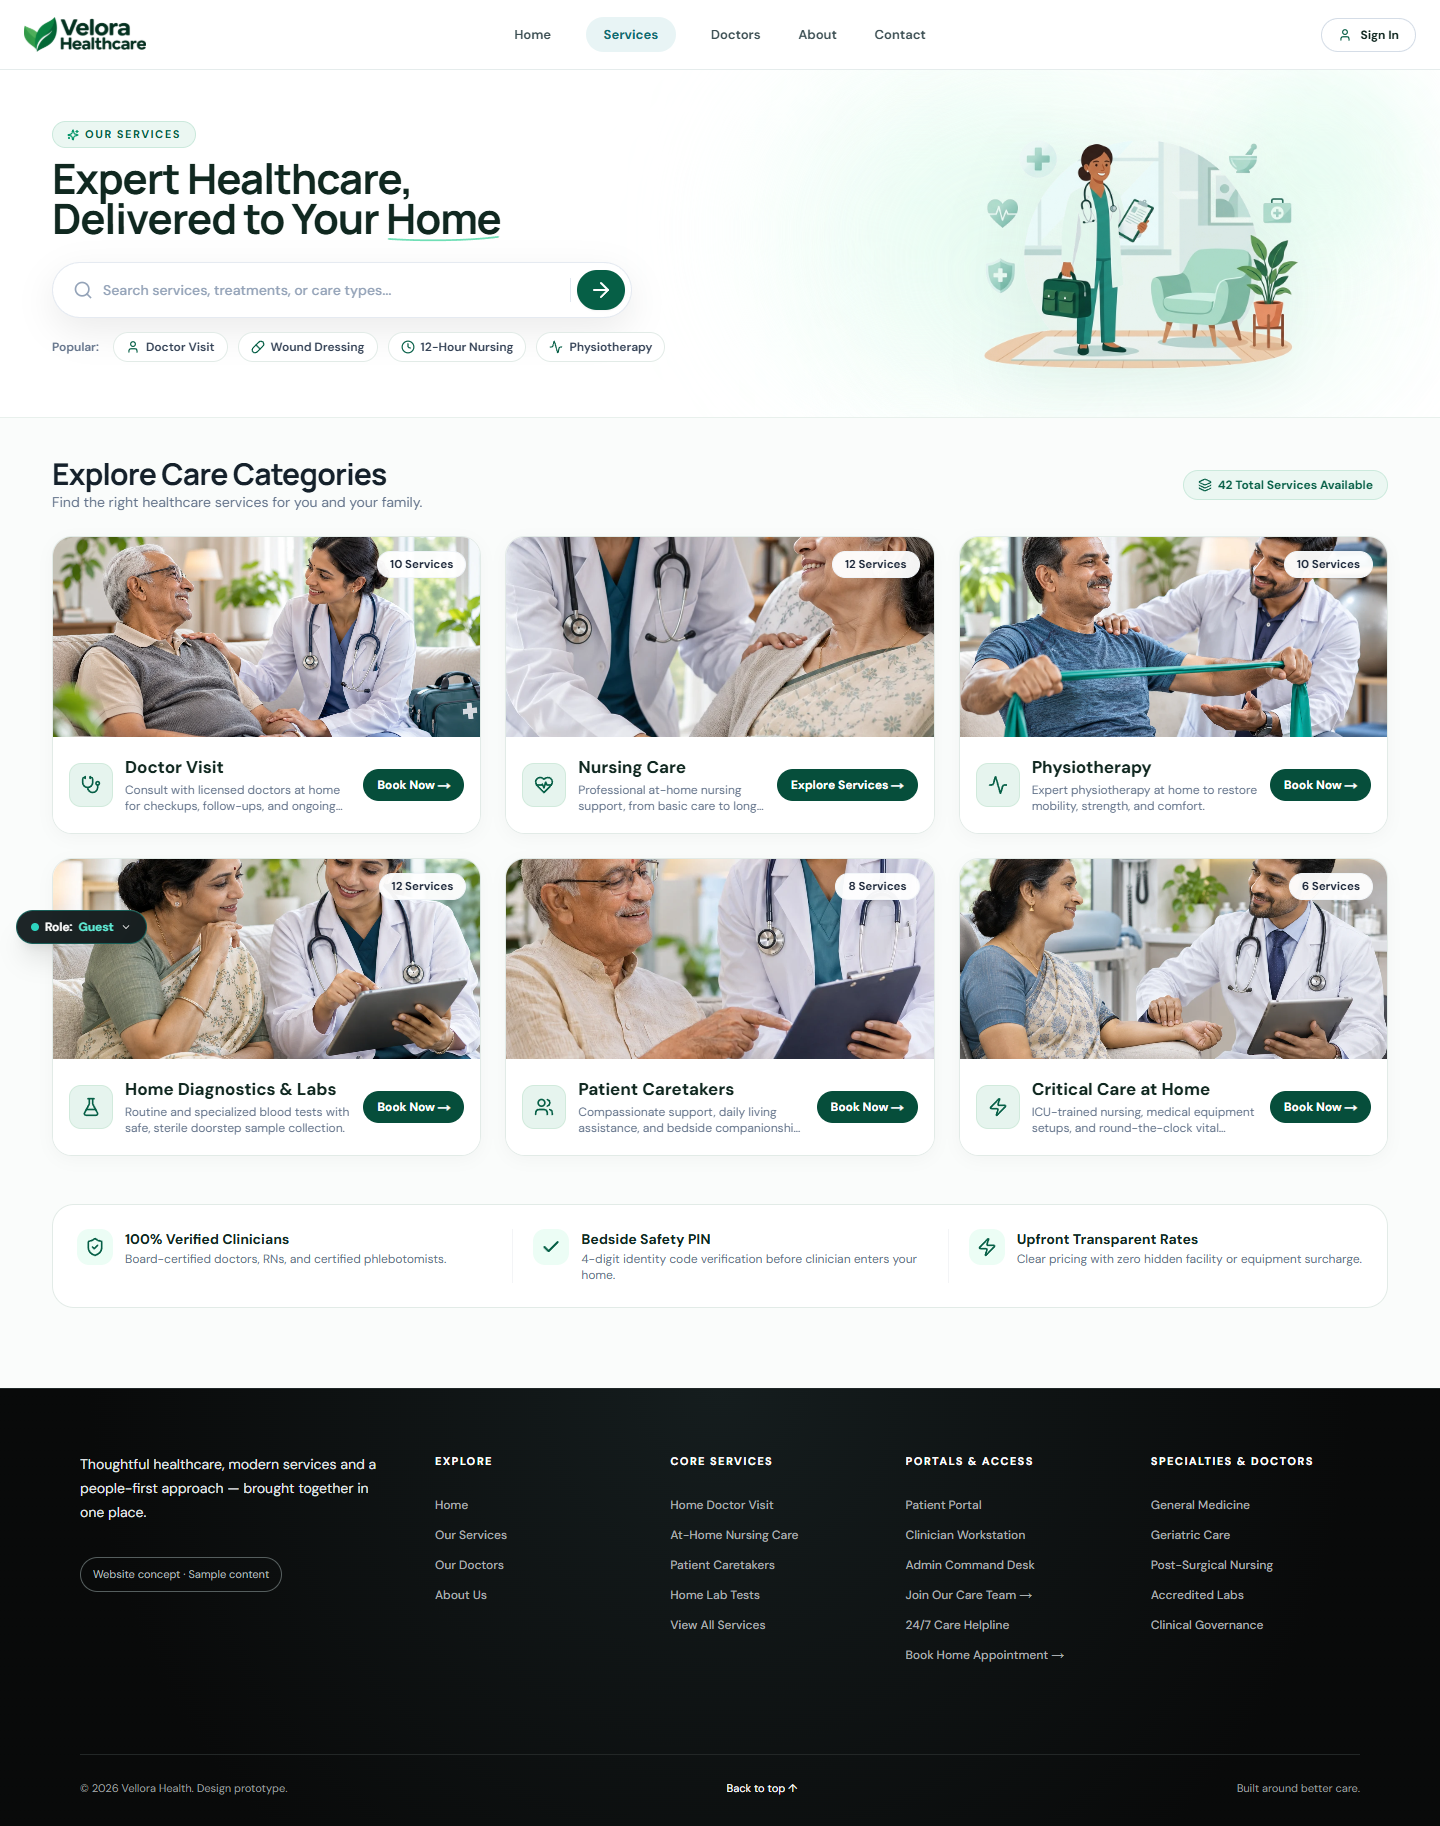 Velora
Healthcare
Home
Services
Doctors
About
Contact
Sign In
OUR SERVICES
Expert Healthcare,
Delivered to Your Home
Search services, treatments, or care types...
Popular:
Doctor Visit
Wound Dressing
12-Hour Nursing
Physiotherapy
Explore Care Categories
Find the right healthcare services for you and your family.
42 Total Services Available
10 Services
12 Services
10 Services
Doctor Visit
Consult with licensed doctors at home
for checkups, follow-ups, and ongoing...
Book Now →
Nursing Care
Professional at-home nursing
support, from basic care to long...
Explore Services →
Physiotherapy
Expert physiotherapy at home to restore
mobility, strength, and comfort.
Book Now →
12 Services
8 Services
6 Services
Role: Guest
Home Diagnostics & Labs
Routine and specialized blood tests with
safe, sterile doorstep sample collection.
Book Now →
Patient Caretakers
Compassionate support, daily living
assistance, and bedside companionshi...
Book Now →
Critical Care at Home
ICU-trained nursing, medical equipment
setups, and round-the-clock vital...
Book Now →
100% Verified Clinicians
Board-certified doctors, RNs, and certified phlebotomists.
Bedside Safety PIN
4-digit identity code verification before clinician enters your
home.
Upfront Transparent Rates
Clear pricing with zero hidden facility or equipment surcharge.
Thoughtful healthcare, modern services and a
people-first approach — brought together in
one place.
Website concept · Sample content
EXPLORE
Home
Our Services
Our Doctors
About Us
CORE SERVICES
Home Doctor Visit
At-Home Nursing Care
Patient Caretakers
Home Lab Tests
View All Services
PORTALS & ACCESS
Patient Portal
Clinician Workstation
Admin Command Desk
Join Our Care Team →
24/7 Care Helpline
Book Home Appointment →
SPECIALTIES & DOCTORS
General Medicine
Geriatric Care
Post-Surgical Nursing
Accredited Labs
Clinical Governance
© 2026 Vellora Health. Design prototype.
Back to top ↑
Built around better care.